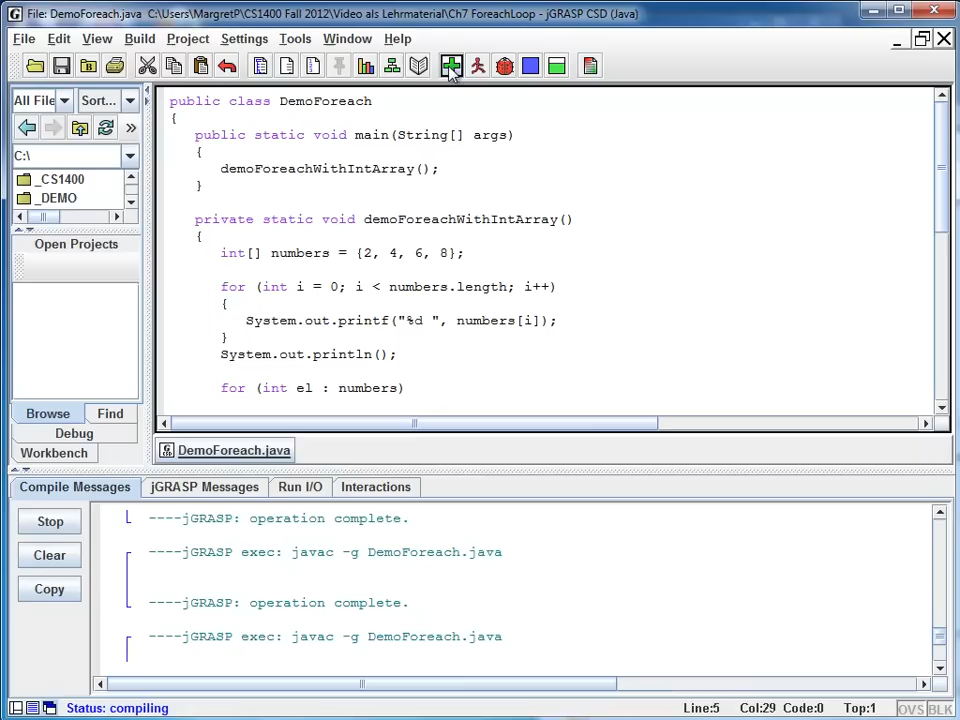 File: DemoForeach.java C:\Users\MargretP\CS1400 Fall 2012\Video als Lehrmaterial\Ch7 ForeachLoop - jGRASP CSD (Java)
File Edit View Build Project Settings Tools Window Help
All File Sort...
C:\
_CS1400
_DEMO
Open Projects
Browse Find
Debug
Workbench
public class DemoForeach
{
public static void main(String[] args)
{
demoForeachWithIntArray();
}
private static void demoForeachWithIntArray()
{
int[] numbers = {2, 4, 6, 8};
for (int i = 0; i < numbers.length; i++)
{
System.out.printf("%d ", numbers[i]);
}
System.out.println();
for (int el : numbers)
DemoForeach.java
Compile Messages jGRASP Messages Run I/O Interactions
Stop
Clear
Copy
----jGRASP: operation complete.
----jGRASP exec: javac -g DemoForeach.java
----jGRASP: operation complete.
----jGRASP exec: javac -g DemoForeach.java
Status: compiling Line:5 Col:29 Code:0 Top:1 OVS BLK